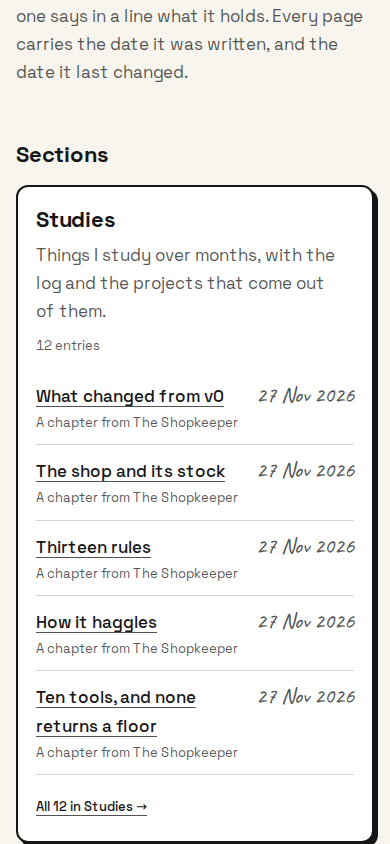 one says in a line what it holds. Every page
carries the date it was written, and the
date it last changed.
Sections
Studies
Things I study over months, with the
log and the projects that come out
of them.
12 entries
What changed from v0 27 Nov 2026
A chapter from The Shopkeeper
The shop and its stock 27 Nov 2026
A chapter from The Shopkeeper
Thirteen rules 27 Nov 2026
A chapter from The Shopkeeper
How it haggles 27 Nov 2026
A chapter from The Shopkeeper
Ten tools, and none 27 Nov 2026
returns a floor
A chapter from The Shopkeeper
All 12 in Studies →